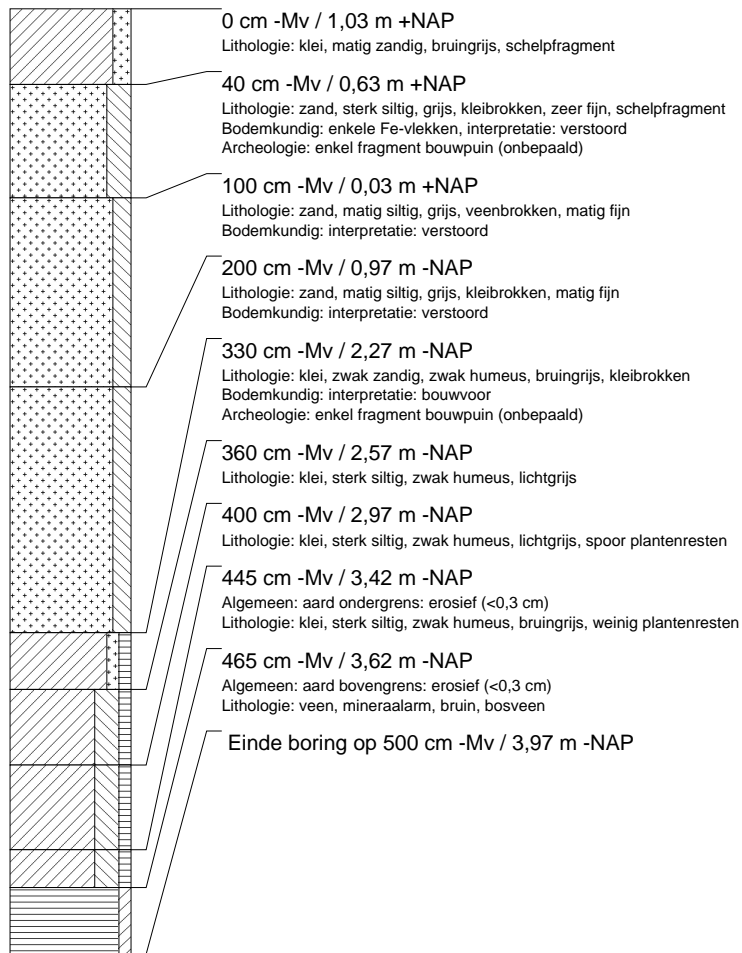 0 cm -Mv / 1,03 m +NAP
Lithologie: klei, matig zandig, bruingrijs, schelpfragment
40 cm -Mv / 0,63 m +NAP
Lithologie: zand, sterk siltig, grijs, kleibrokken, zeer fijn, schelpfragment
Bodemkundig: enkele Fe-vlekken, interpretatie: verstoord
Archeologie: enkel fragment bouwpuin (onbepaald)
100 cm -Mv / 0,03 m +NAP
Lithologie: zand, matig siltig, grijs, veenbrokken, matig fijn
Bodemkundig: interpretatie: verstoord
200 cm -Mv / 0,97 m -NAP
Lithologie: zand, matig siltig, grijs, kleibrokken, matig fijn
Bodemkundig: interpretatie: verstoord
330 cm -Mv / 2,27 m -NAP
Lithologie: klei, zwak zandig, zwak humeus, bruingrijs, kleibrokken
Bodemkundig: interpretatie: bouwvoor
Archeologie: enkel fragment bouwpuin (onbepaald)
360 cm -Mv / 2,57 m -NAP
Lithologie: klei, sterk siltig, zwak humeus, lichtgrijs
400 cm -Mv / 2,97 m -NAP
Lithologie: klei, sterk siltig, zwak humeus, lichtgrijs, spoor plantenresten
445 cm -Mv / 3,42 m -NAP
Algemeen: aard ondergrens: erosief (<0,3 cm)
Lithologie: klei, sterk siltig, zwak humeus, bruingrijs, weinig plantenresten
465 cm -Mv / 3,62 m -NAP
Algemeen: aard bovengrens: erosief (<0,3 cm)
Lithologie: veen, mineraalarm, bruin, bosveen
Einde boring op 500 cm -Mv / 3,97 m -NAP